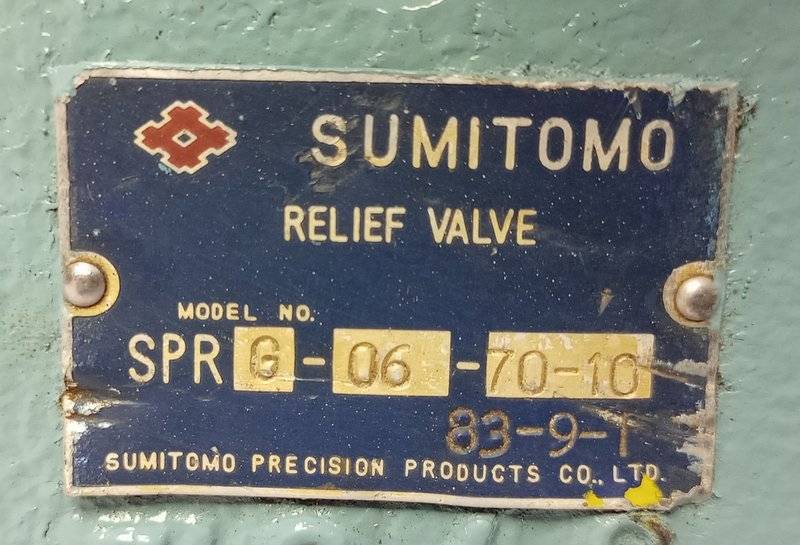 SUMITOMO
RELIEF VALVE
MODEL NO.
SPR G - 06 - 70-10
83-9-1
SUMITOMO PRECISION PRODUCTS CO., LTD.